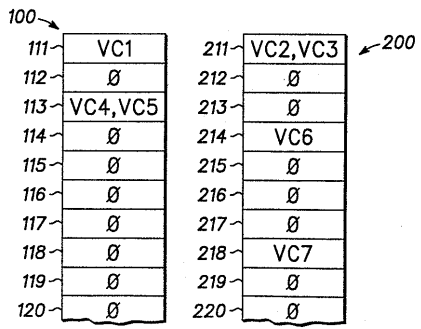 100
200
111 VC1 211 VC2,VC3
112 Ø 212 Ø
113 VC4,VC5 213 Ø
114 Ø 214 VC6
115 Ø 215 Ø
116 Ø 216 Ø
117 Ø 217 Ø
118 Ø 218 VC7
119 Ø 219 Ø
120 Ø 220 Ø